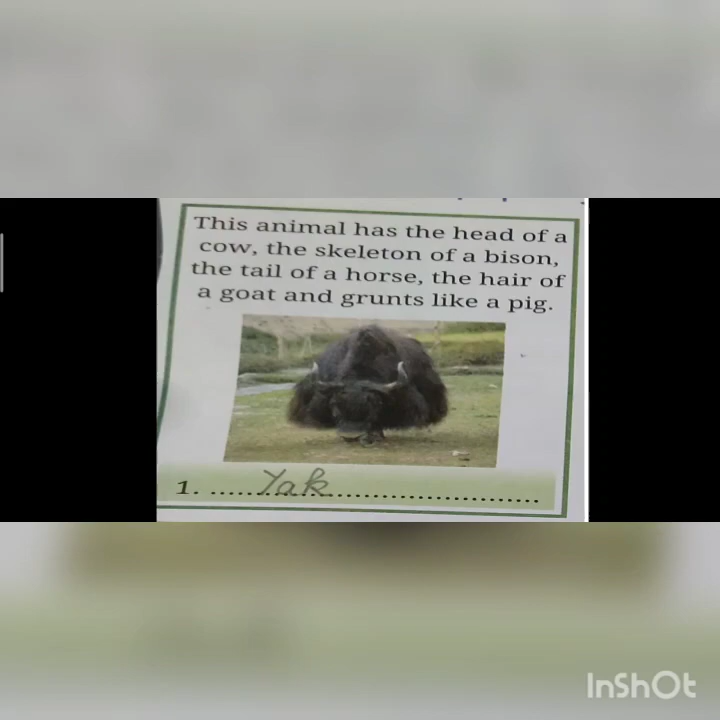 This animal has the head of a
cow, the skeleton of a bison,
the tail of a horse, the hair of
a goat and grunts like a pig.
1. ......Yak..............................
InShOt